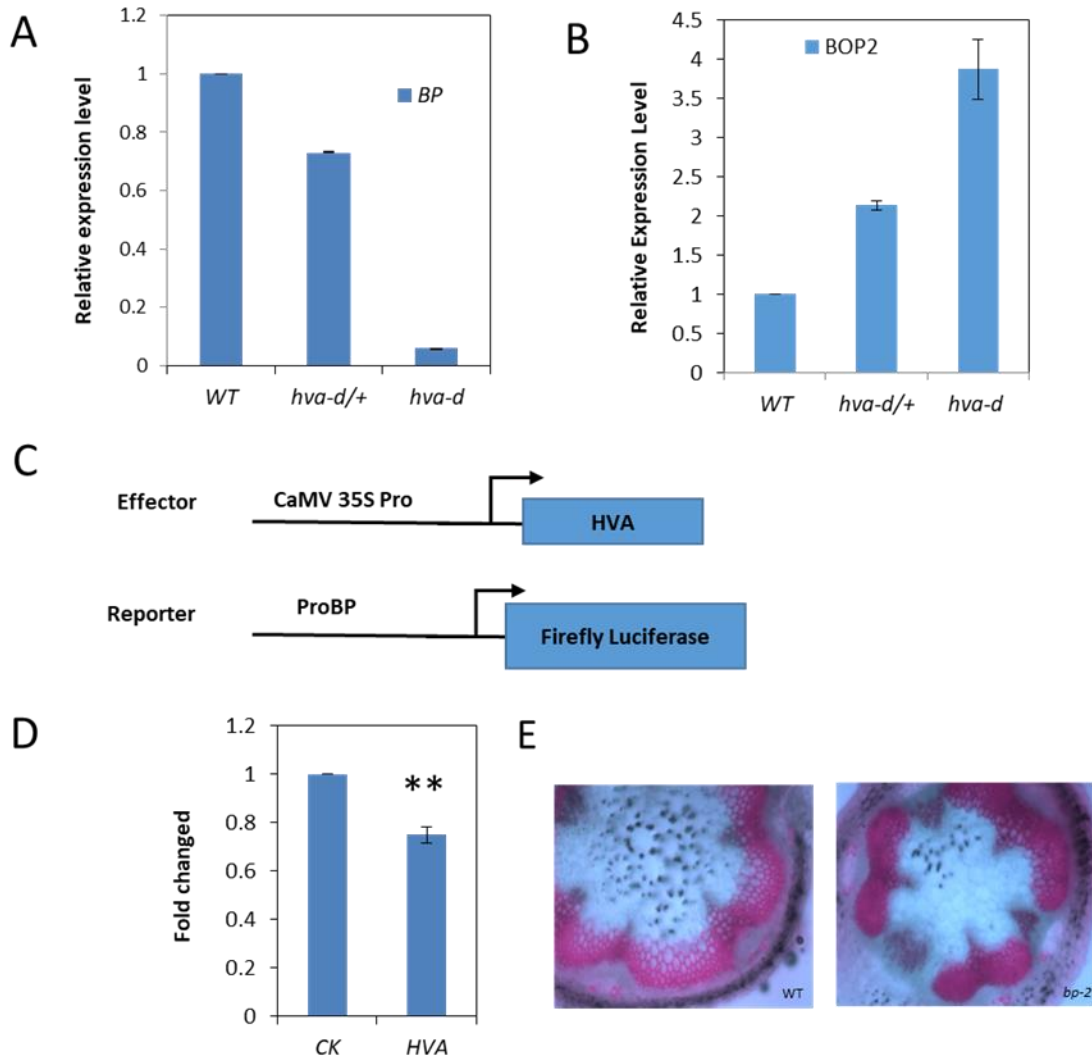 A
1.2
1
0.8
0.6
0.4
0.2
0
Relative expression level
BP
WT hva-d/+ hva-d
B
4.5
4
3.5
3
2.5
2
1.5
1
0.5
0
Relative Expression Level
BOP2
WT hva-d/+ hva-d
C
Effector CaMV 35S Pro HVA
Reporter ProBP Firefly Luciferase
D
1.2
1
0.8
0.6
0.4
0.2
0
Fold changed
**
CK HVA
E
WT
bp-2